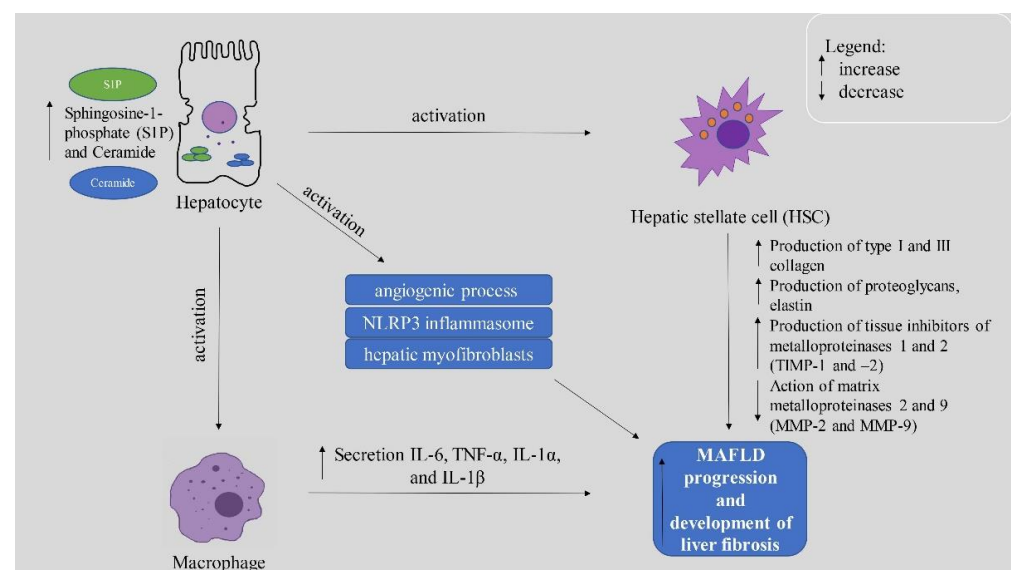 Legend:
increase
decrease
S1P
Sphingosine-1-
phosphate (S1P)
and Ceramide
Ceramide
Hepatocyte
activation
activation
activation
Hepatic stellate cell (HSC)
Production of type I and III
collagen
Production of proteoglycans,
elastin
Production of tissue inhibitors of
metalloproteinases 1 and 2
(TIMP-1 and –2)
Action of matrix
metalloproteinases 2 and 9
(MMP-2 and MMP-9)
angiogenic process
NLRP3 inflammasome
hepatic myofibroblasts
Secretion IL-6, TNF-α, IL-1α,
and IL-1β
MAFLD
progression
and
development of
liver fibrosis
Macrophage